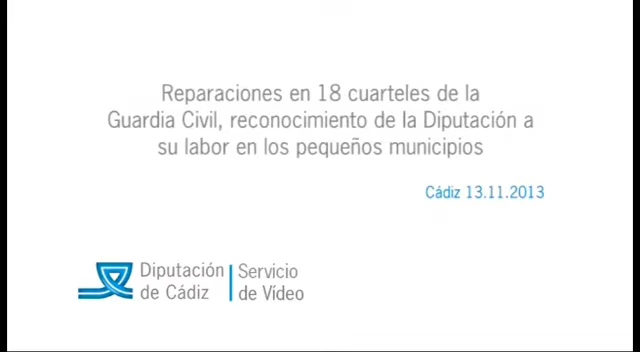 Reparaciones en 18 cuarteles de la
Guardia Civil, reconocimiento de la Diputación a
su labor en los pequeños municipios
Cádiz 13.11.2013
Diputación de Cádiz
Servicio de Vídeo